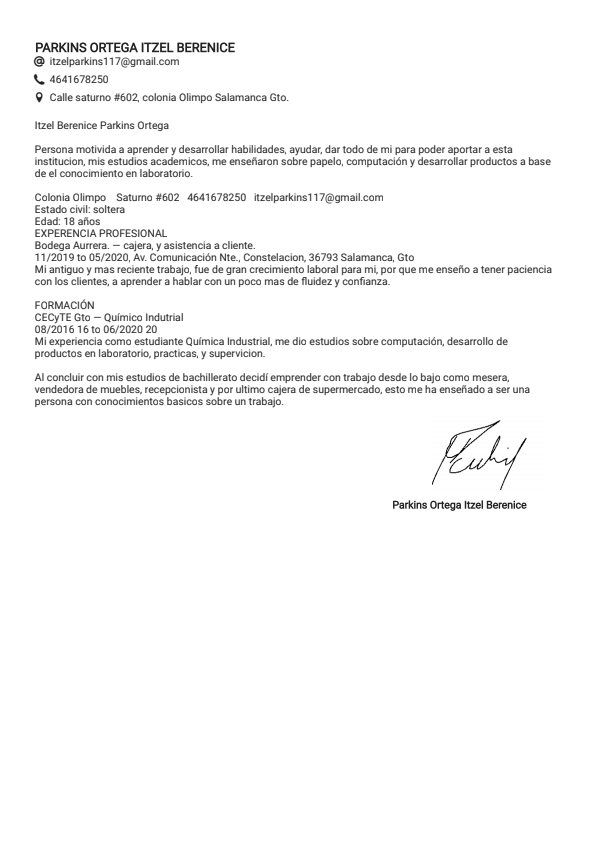 PARKINS ORTEGA ITZEL BERENICE
itzelparkins117@gmail.com
4641678250
Calle saturno #602, colonia Olimpo Salamanca Gto.
Itzel Berenice Parkins Ortega
Persona motivida a aprender y desarrollar habilidades, ayudar, dar todo de mi para poder aportar a esta
institucion, mis estudios academicos, me enseñaron sobre papelo, computación y desarrollar productos a base
de el conocimiento en laboratorio.
Colonia Olimpo Saturno #602 4641678250 itzelparkins117@gmail.com
Estado civil: soltera
Edad: 18 años
EXPERENCIA PROFESIONAL
Bodega Aurrera. — cajera, y asistencia a cliente.
11/2019 to 05/2020, Av. Comunicación Nte., Constelacion, 36793 Salamanca, Gto
Mi antiguo y mas reciente trabajo, fue de gran crecimiento laboral para mi, por que me enseño a tener paciencia
con los clientes, a aprender a hablar con un poco mas de fluidez y confianza.
FORMACIÓN
CECyTE Gto — Químico Indutrial
08/2016 16 to 06/2020 20
Mi experiencia como estudiante Química Industrial, me dio estudios sobre computación, desarrollo de
productos en laboratorio, practicas, y supervicion.
Al concluir con mis estudios de bachillerato decidí emprender con trabajo desde lo bajo como mesera,
vendedora de muebles, recepcionista y por ultimo cajera de supermercado, esto me ha enseñado a ser una
persona con conocimientos basicos sobre un trabajo.
Parkins Ortega Itzel Berenice